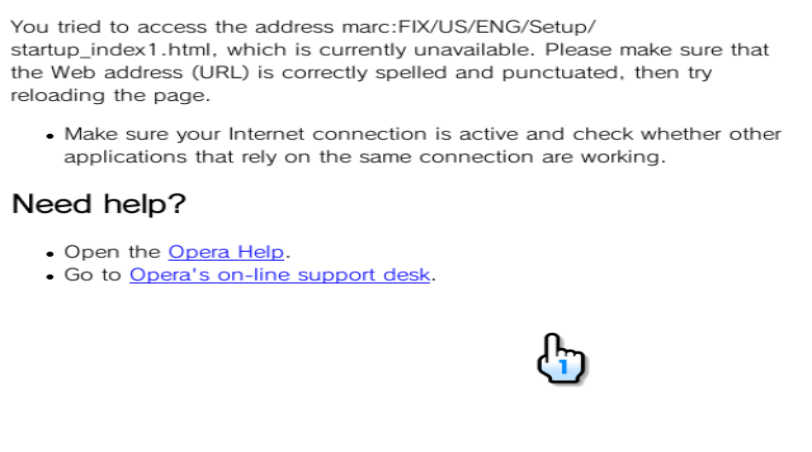 You tried to access the address marc:FIX/US/ENG/Setup/
startup_index1.html, which is currently unavailable. Please make sure that
the Web address (URL) is correctly spelled and punctuated, then try
reloading the page.
• Make sure your Internet connection is active and check whether other
applications that rely on the same connection are working.
Need help?
• Open the Opera Help.
• Go to Opera's on-line support desk.
1